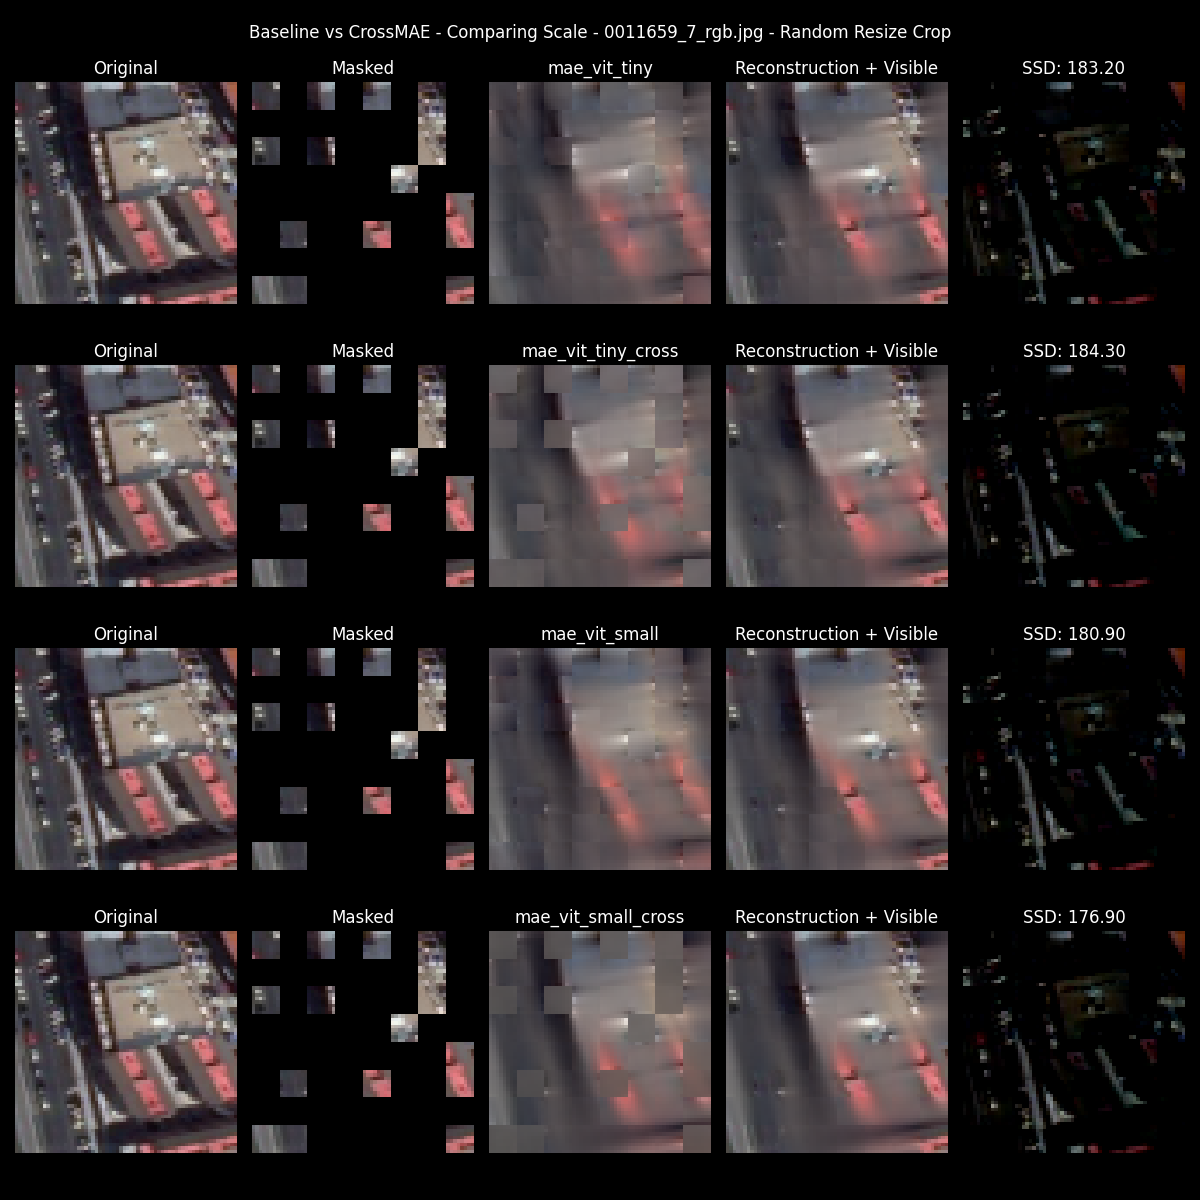 Baseline vs CrossMAE - Comparing Scale - 0011659_7_rgb.jpg - Random Resize Crop
Original Masked mae_vit_tiny Reconstruction + Visible SSD: 183.20
Original Masked mae_vit_tiny_cross Reconstruction + Visible SSD: 184.30
Original Masked mae_vit_small Reconstruction + Visible SSD: 180.90
Original Masked mae_vit_small_cross Reconstruction + Visible SSD: 176.90